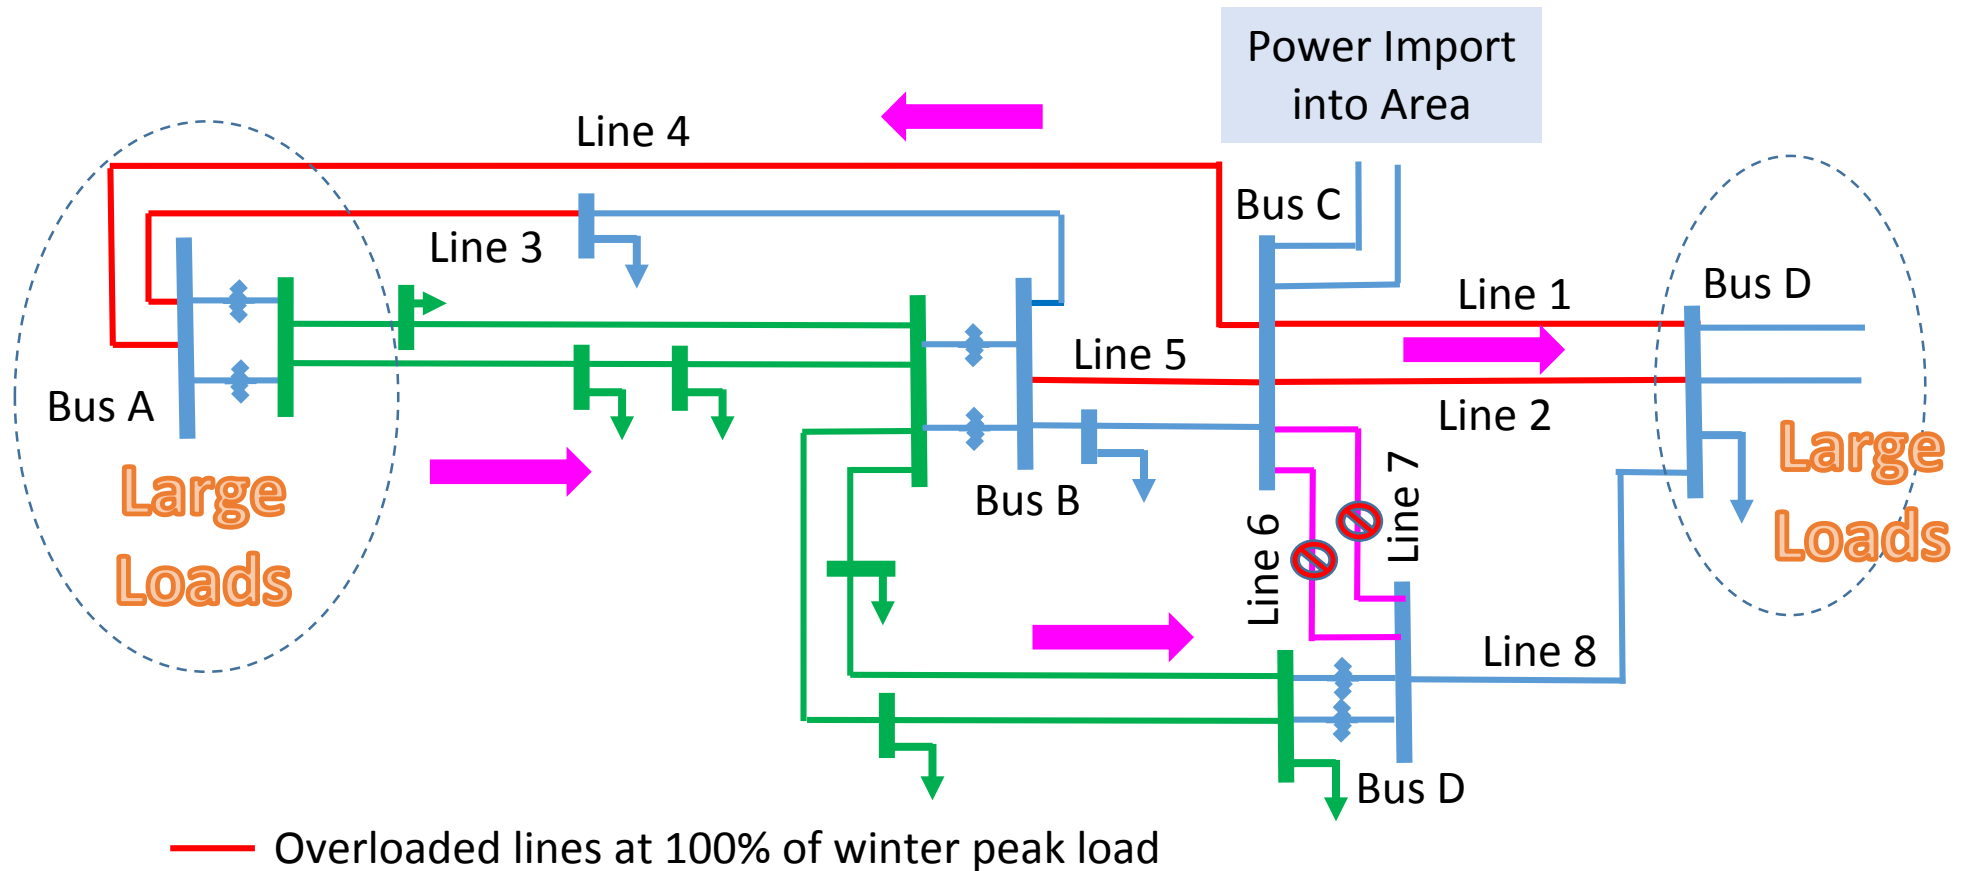 Power Import
into Area
Line 4
Bus C
Line 3
Line 1
Bus D
Line 5
Bus A
Line 2
Large
Loads
Large
Loads
Bus B
Line 7
Line 6
Line 8
Bus D
Overloaded lines at 100% of winter peak load